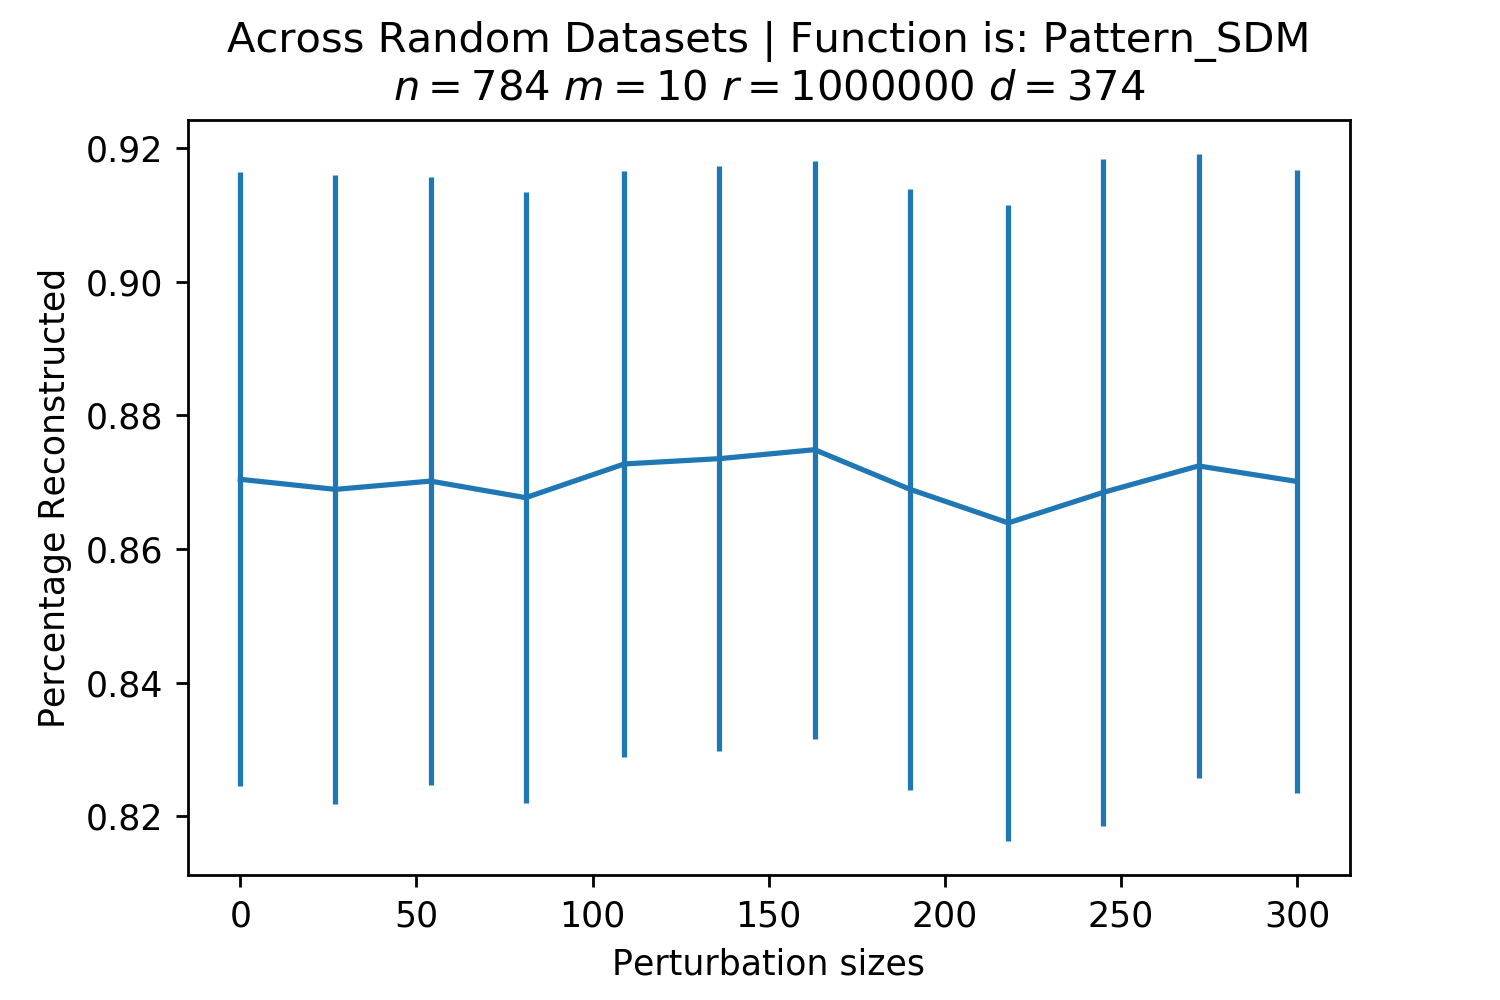 Across Random Datasets | Function is: Pattern_SDM
n = 784 m = 10 r = 1000000 d = 374
0.92
0.90
0.88
0.86
0.84
0.82
Percentage Reconstructed
0 50 100 150 200 250 300
Perturbation sizes